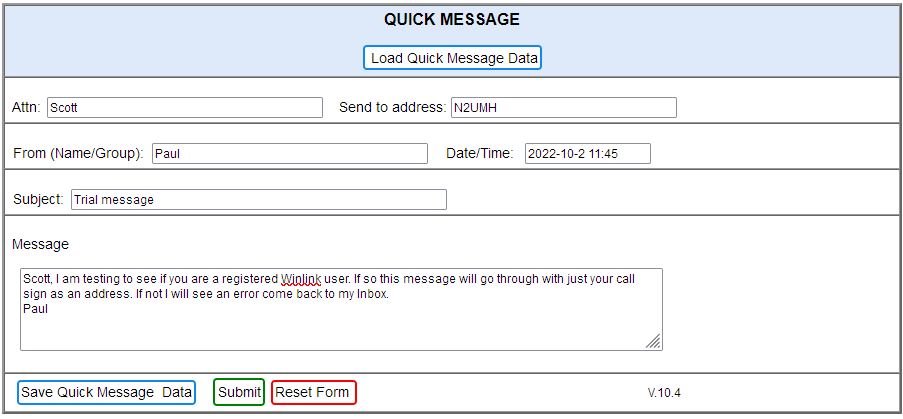 QUICK MESSAGE
Load Quick Message Data
Attn: Scott Send to address: N2UMH
From (Name/Group): Paul Date/Time: 2022-10-2 11:45
Subject: Trial message
Message
Scott, I am testing to see if you are a registered Winlink user. If so this message will go through with just your call
sign as an address. If not I will see an error come back to my Inbox.
Paul
Save Quick Message Data Submit Reset Form V.10.4